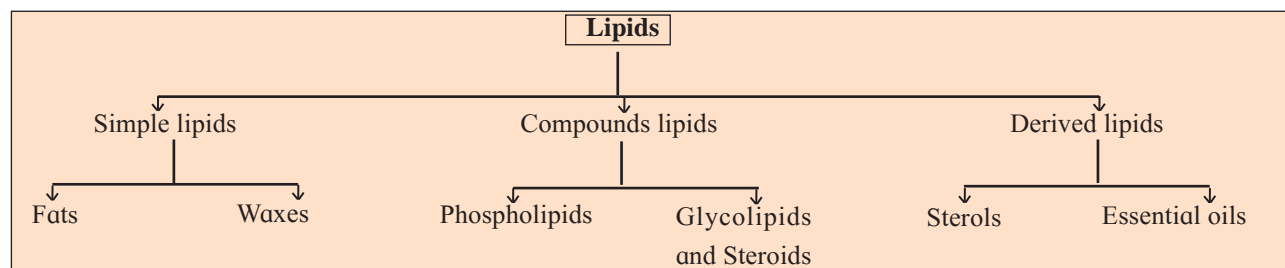 Lipids
Simple lipids Compounds lipids Derived lipids
Fats Waxes Phospholipids Glycolipids Sterols Essential oils
and Steroids